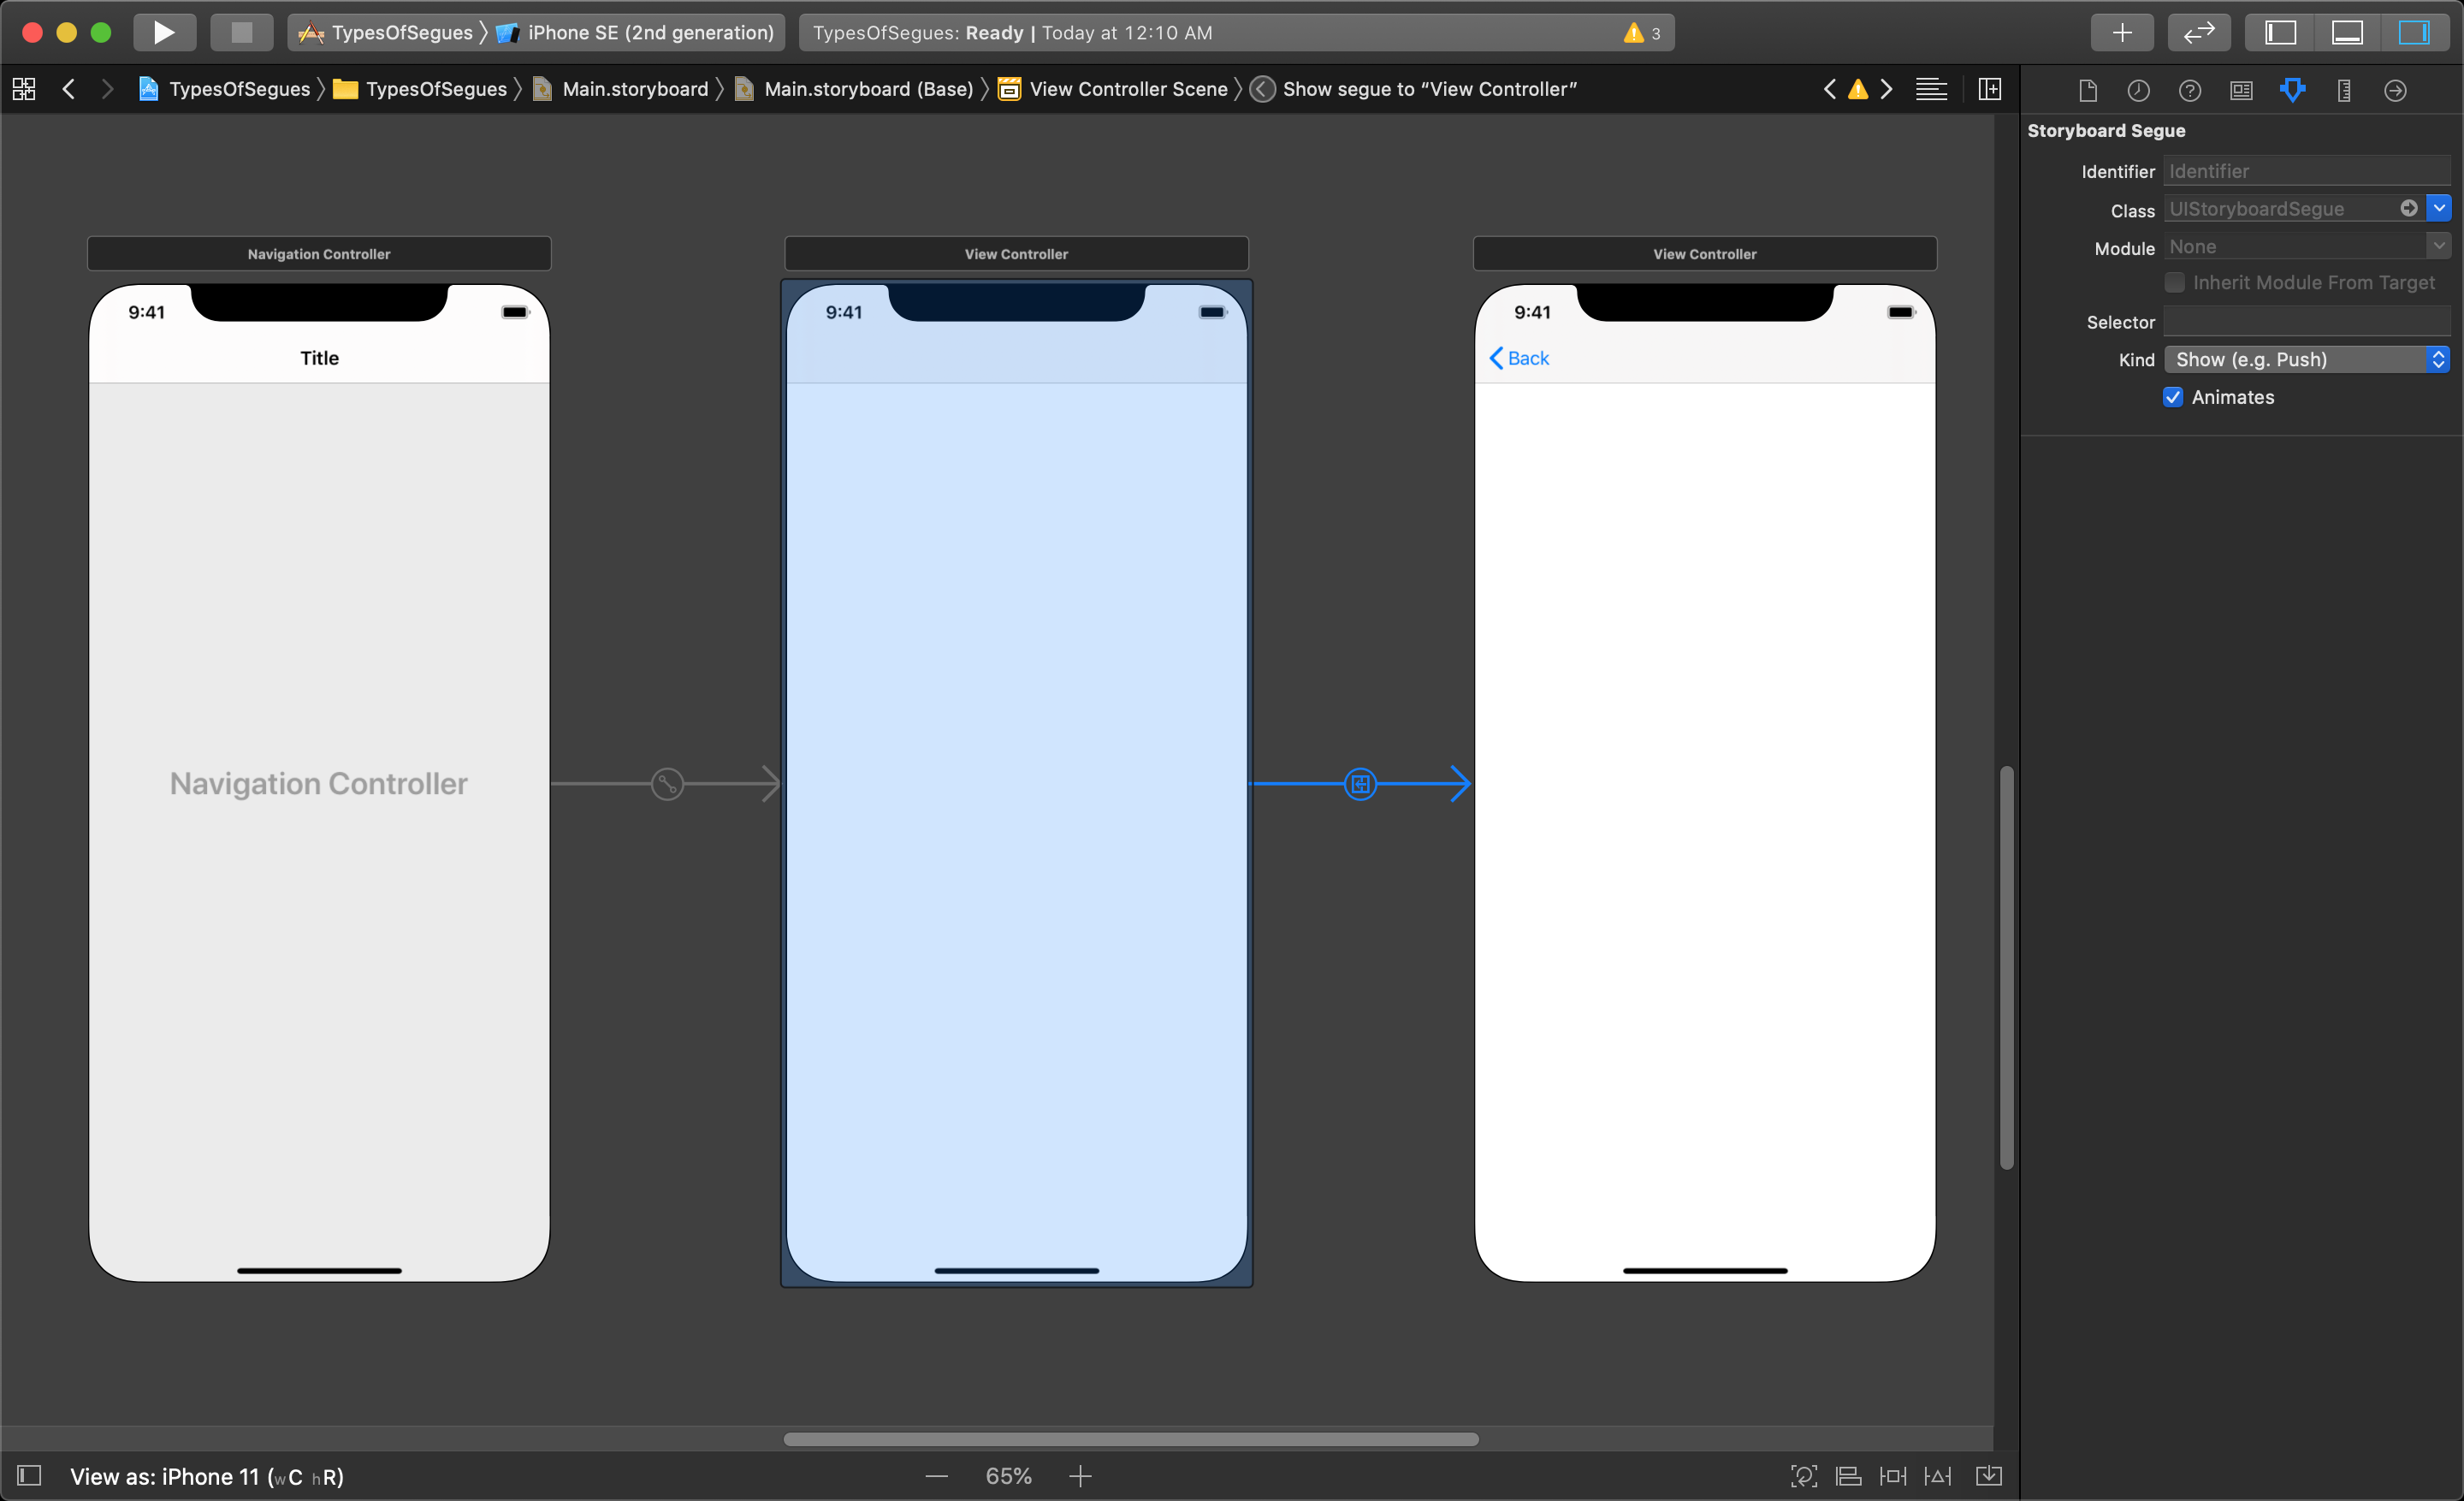 TypesOfSegues 〉 iPhone SE (2nd generation)
TypesOfSegues: Ready | Today at 12:10 AM
3
TypesOfSegues 〉 TypesOfSegues 〉 Main.storyboard 〉 Main.storyboard (Base) 〉 View Controller Scene 〉 Show segue to “View Controller”
Navigation Controller
9:41
Title
Navigation Controller
View Controller
9:41
View Controller
9:41
Back
Storyboard Segue
Identifier Identifier
Class UIStoryboardSegue
Module None
Inherit Module From Target
Selector
Kind Show (e.g. Push)
Animates
View as: iPhone 11 (wC hR)
65%